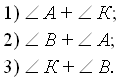 1) ∠ A + ∠ K;
2) ∠ B + ∠ A;
3) ∠ K + ∠ B.